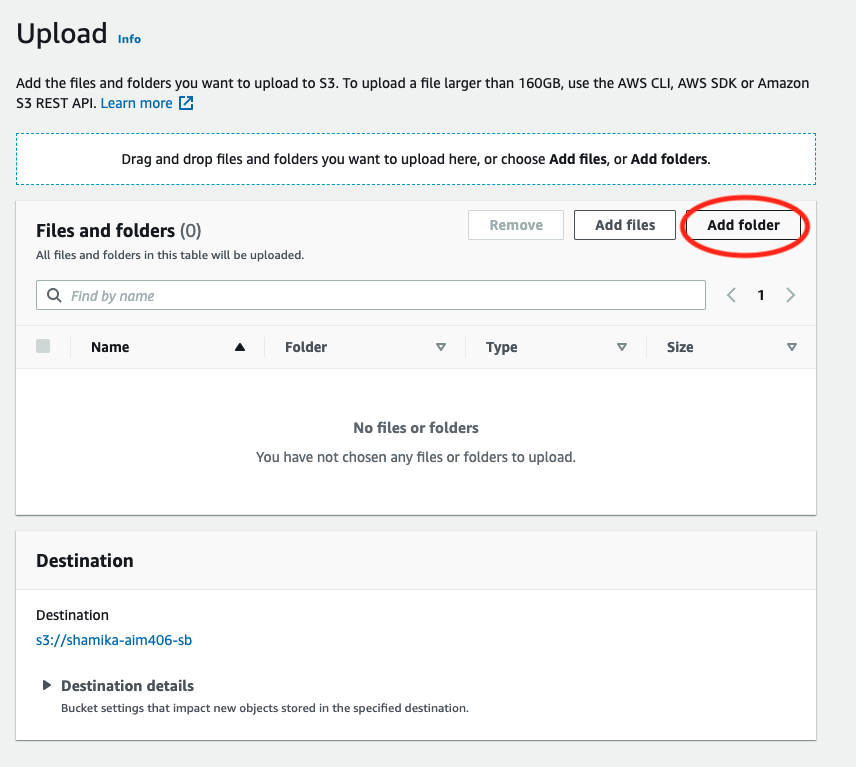 Upload Info
Add the files and folders you want to upload to S3. To upload a file larger than 160GB, use the AWS CLI, AWS SDK or Amazon
S3 REST API. Learn more
Drag and drop files and folders you want to upload here, or choose Add files, or Add folders.
Files and folders (0)
Remove
Add files
Add folder
All files and folders in this table will be uploaded.
Find by name
1
Name Folder Type Size
No files or folders
You have not chosen any files or folders to upload.
Destination
Destination
s3://shamika-aim406-sb
Destination details
Bucket settings that impact new objects stored in the specified destination.